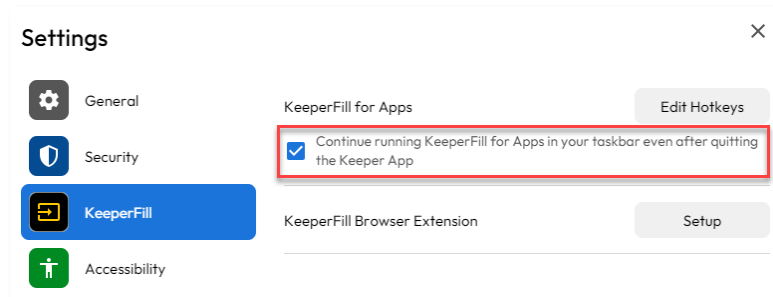 Settings
General
KeeperFill for Apps
Edit Hotkeys
Continue running KeeperFill for Apps in your taskbar even after quitting
the Keeper App
Security
KeeperFill
KeeperFill Browser Extension
Setup
Accessibility